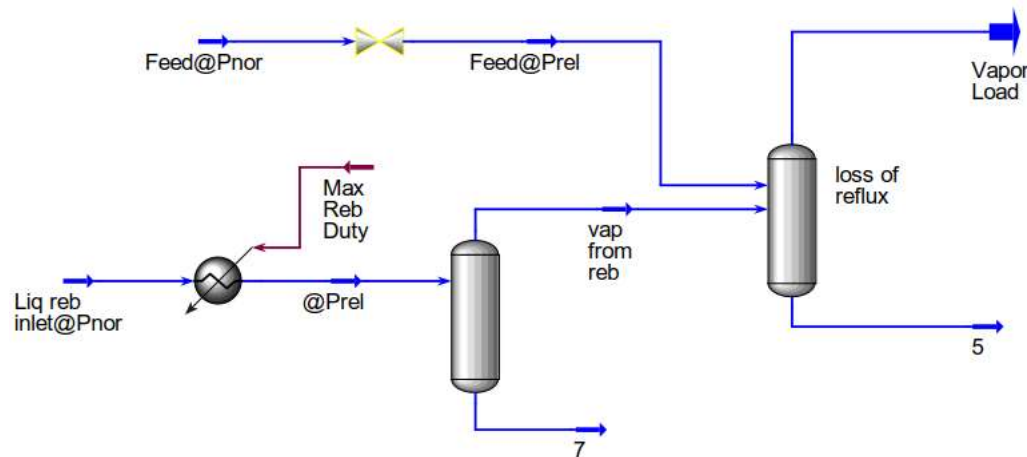 Feed@Pnor
Feed@Prel
Vapor
Load
loss of
reflux
Max
Reb
Duty
vap
from
reb
Liq reb
inlet@Pnor
@Prel
5
7